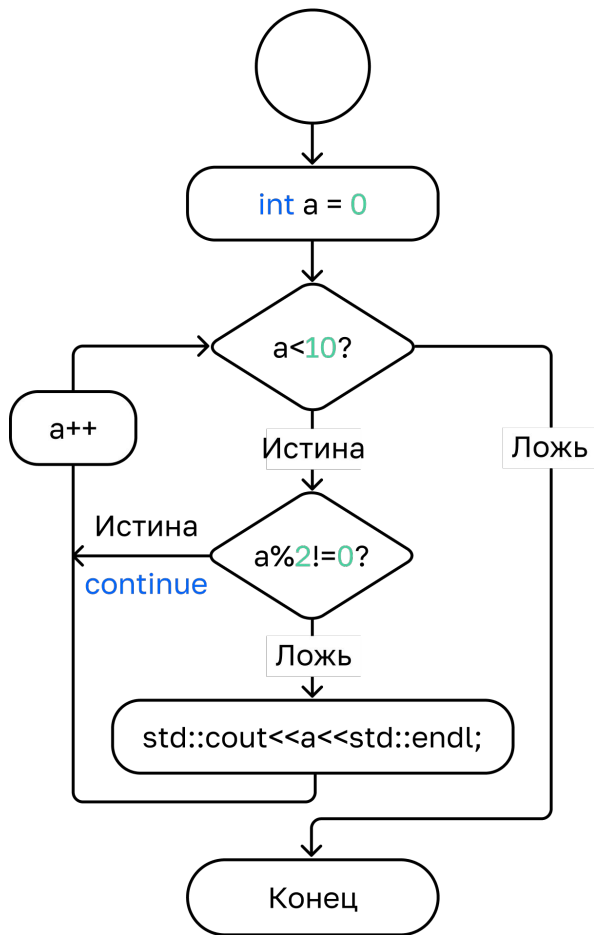 int a = 0
a<10?
a++
Истина
Ложь
Истина
a%2!=0?
continue
Ложь
std::cout<<a<<std::endl;
Конец